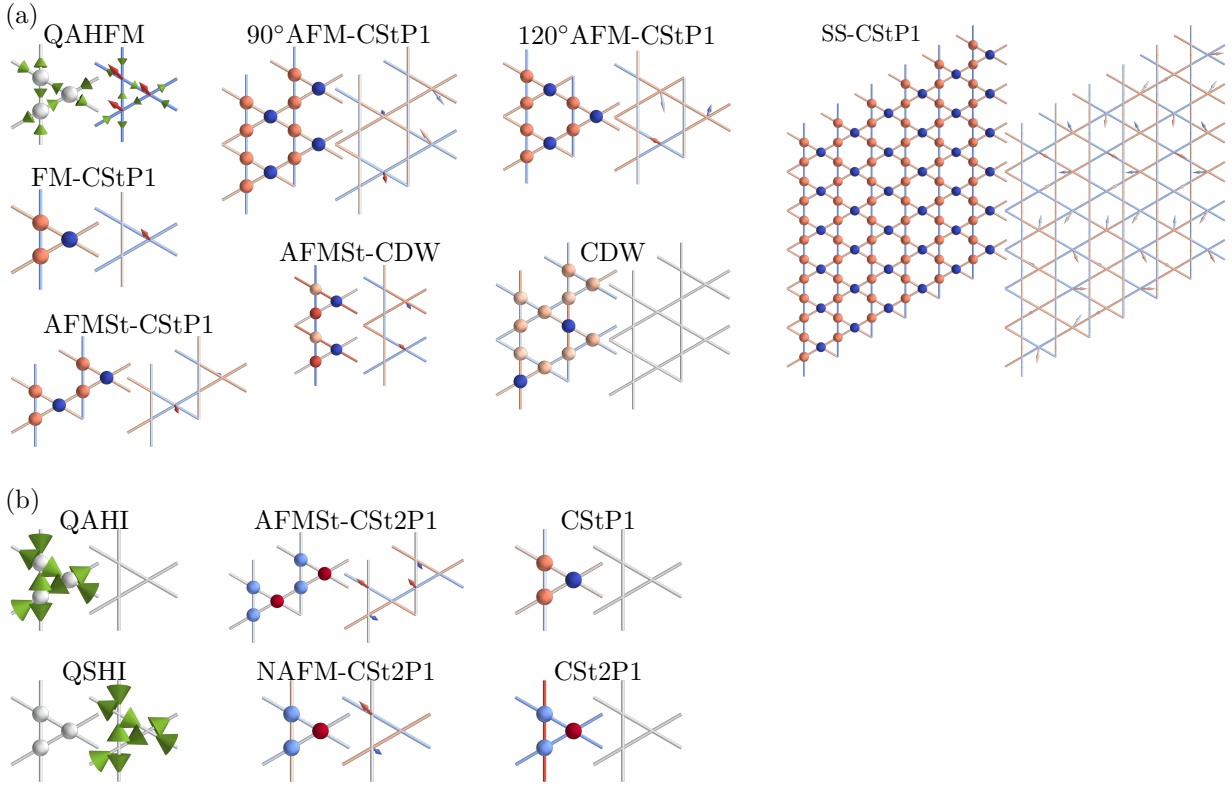 (a)
QAHFM
90°AFM-CStP1
120°AFM-CStP1
SS-CStP1
FM-CStP1
AFMSt-CDW
CDW
AFMSt-CStP1
(b)
QAHI
AFMSt-CSt2P1
CStP1
QSHI
NAFM-CSt2P1
CSt2P1